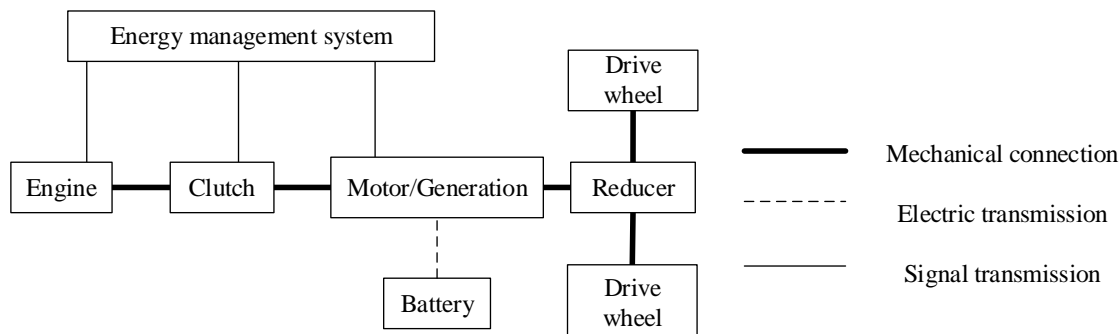 Energy management system
Drive
wheel
Engine
Clutch
Motor/Generation
Reducer
Battery
Drive
wheel
Mechanical connection
Electric transmission
Signal transmission